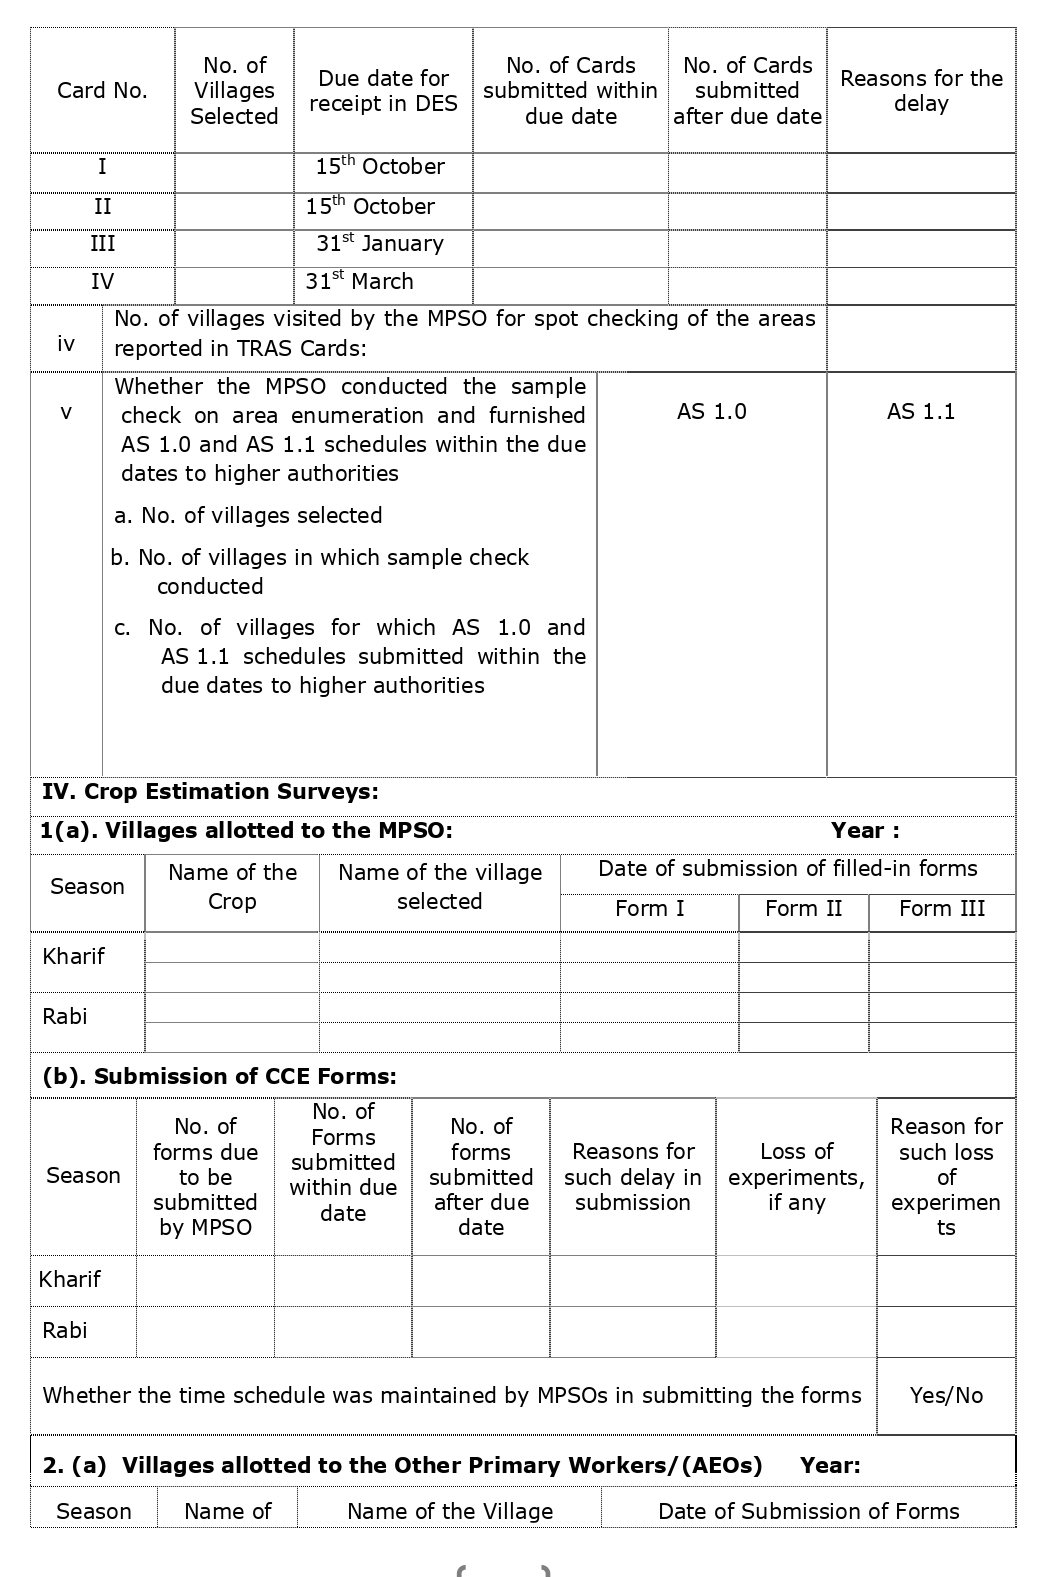 Card No.
No. of
Villages
Selected
Due date for
receipt in DES
No. of Cards
submitted within
due date
No. of Cards
submitted
after due date
Reasons for the
delay
I
15th October
II
15th October
III
31st January
IV
31st March
iv
No. of villages visited by the MPSO for spot checking of the areas
reported in TRAS Cards:
v
Whether the MPSO conducted the sample
check on area enumeration and furnished
AS 1.0 and AS 1.1 schedules within the due
dates to higher authorities
a. No. of villages selected
b. No. of villages in which sample check
conducted
c. No. of villages for which AS 1.0 and
AS 1.1 schedules submitted within the
due dates to higher authorities
AS 1.0
AS 1.1
IV. Crop Estimation Surveys:
1(a). Villages allotted to the MPSO: Year :
Season
Name of the
Crop
Name of the village
selected
Date of submission of filled-in forms
Form I
Form II
Form III
Kharif
Rabi
(b). Submission of CCE Forms:
Season
No. of
forms due
to be
submitted
by MPSO
No. of
Forms
submitted
within due
date
No. of
forms
submitted
after due
date
Reasons for
such delay in
submission
Loss of
experiments,
if any
Reason for
such loss
of
experimen
ts
Kharif
Rabi
Whether the time schedule was maintained by MPSOs in submitting the forms
Yes/No
2. (a) Villages allotted to the Other Primary Workers/(AEOs) Year:
Season
Name of
Name of the Village
Date of Submission of Forms